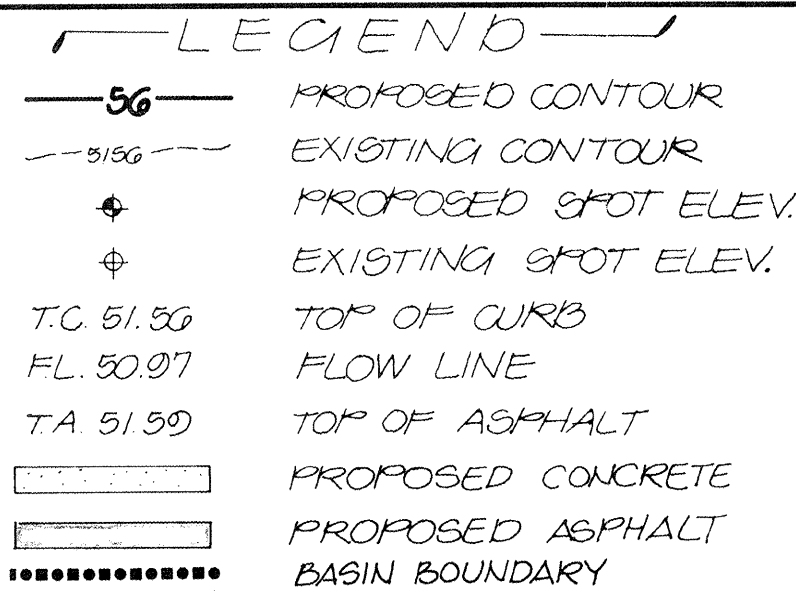 LEGEND
56 PROPOSED CONTOUR
5156 EXISTING CONTOUR
PROPOSED SPOT ELEV.
EXISTING SPOT ELEV.
T.C. 51.56 TOP OF CURB
F.L. 50.97 FLOW LINE
T.A. 51.59 TOP OF ASPHALT
PROPOSED CONCRETE
PROPOSED ASPHALT
BASIN BOUNDARY